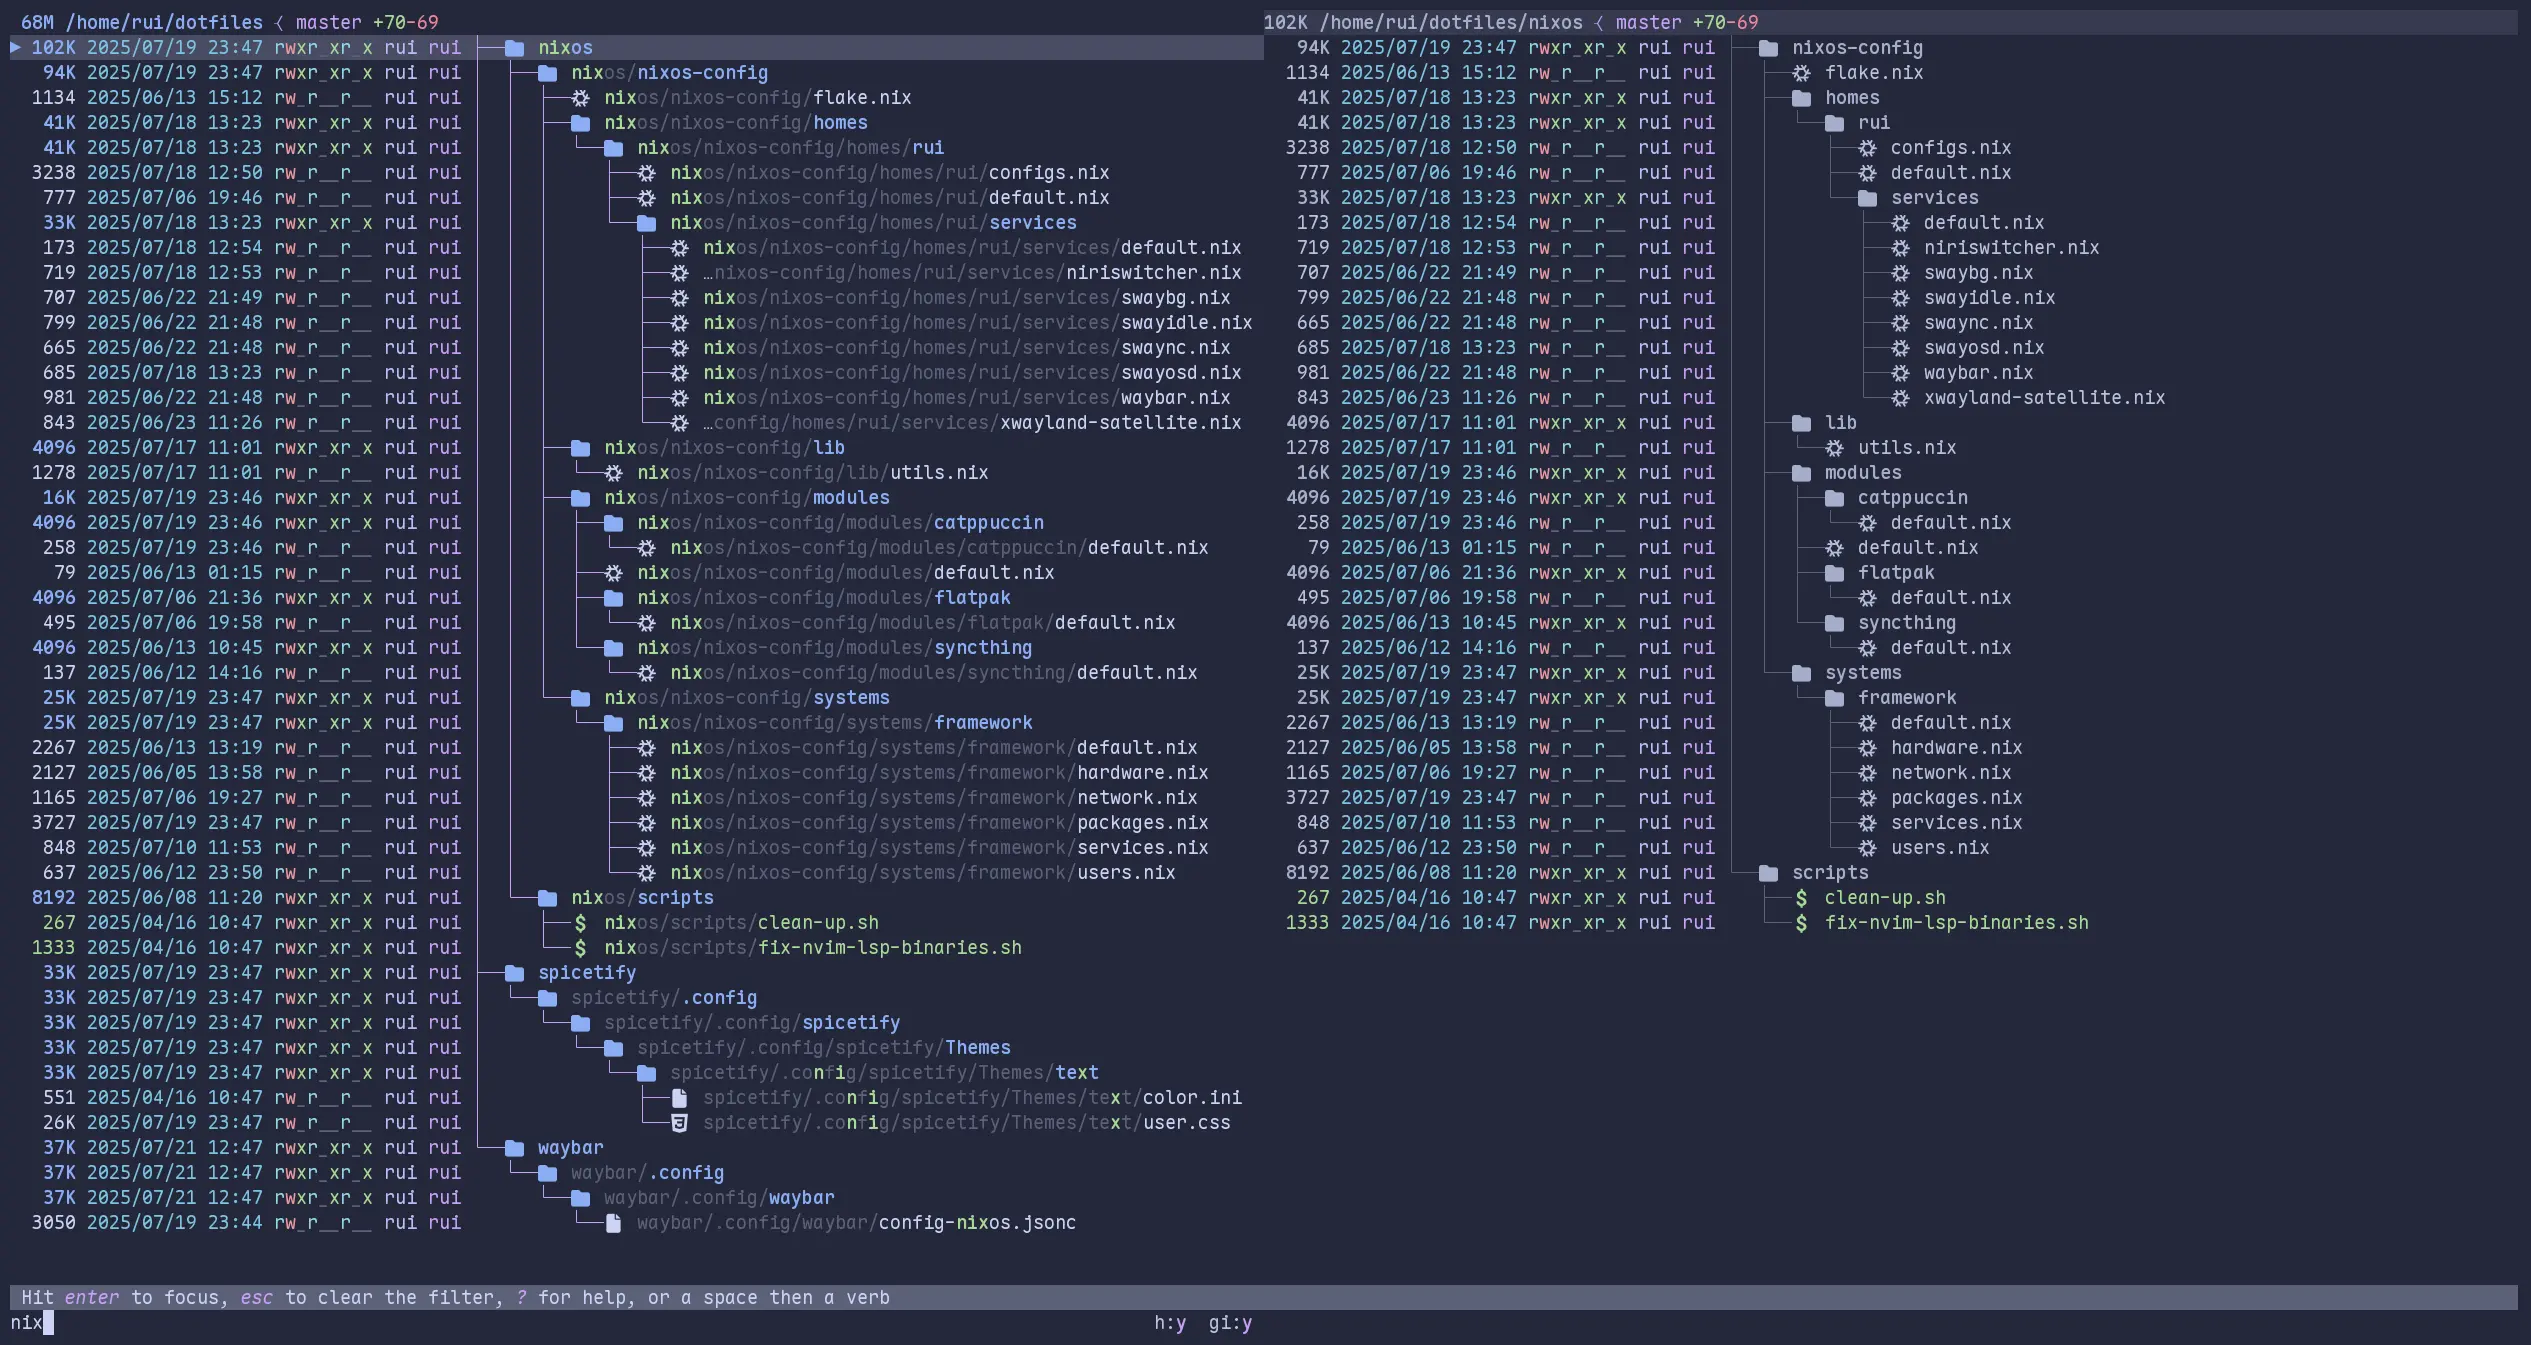 68M /home/rui/dotfiles master +70-69
102K 2025/07/19 23:47 rwxr_xr_x rui rui nixos
94K 2025/07/19 23:47 rwxr_xr_x rui rui nixos/nixos-config
1134 2025/06/13 15:12 rw_r__r__ rui rui nixos/nixos-config/flake.nix
41K 2025/07/18 13:23 rwxr_xr_x rui rui nixos/nixos-config/homes
41K 2025/07/18 13:23 rwxr_xr_x rui rui nixos/nixos-config/homes/rui
3238 2025/07/18 12:50 rw_r__r__ rui rui nixos/nixos-config/homes/rui/configs.nix
777 2025/07/06 19:46 rw_r__r__ rui rui nixos/nixos-config/homes/rui/default.nix
33K 2025/07/18 13:23 rwxr_xr_x rui rui nixos/nixos-config/homes/rui/services
173 2025/07/18 12:54 rw_r__r__ rui rui nixos/nixos-config/homes/rui/services/default.nix
719 2025/07/18 12:53 rw_r__r__ rui rui …nixos-config/homes/rui/services/niriswitcher.nix
707 2025/06/22 21:49 rw_r__r__ rui rui nixos/nixos-config/homes/rui/services/swaybg.nix
799 2025/06/22 21:48 rw_r__r__ rui rui nixos/nixos-config/homes/rui/services/swayidle.nix
665 2025/06/22 21:48 rw_r__r__ rui rui nixos/nixos-config/homes/rui/services/swaync.nix
685 2025/07/18 13:23 rw_r__r__ rui rui nixos/nixos-config/homes/rui/services/swayosd.nix
981 2025/06/22 21:48 rw_r__r__ rui rui nixos/nixos-config/homes/rui/services/waybar.nix
843 2025/06/23 11:26 rw_r__r__ rui rui …config/homes/rui/services/xwayland-satellite.nix
4096 2025/07/17 11:01 rwxr_xr_x rui rui nixos/nixos-config/lib
1278 2025/07/17 11:01 rw_r__r__ rui rui nixos/nixos-config/lib/utils.nix
16K 2025/07/19 23:46 rwxr_xr_x rui rui nixos/nixos-config/modules
4096 2025/07/19 23:46 rwxr_xr_x rui rui nixos/nixos-config/modules/catppuccin
258 2025/07/19 23:46 rw_r__r__ rui rui nixos/nixos-config/modules/catppuccin/default.nix
79 2025/06/13 01:15 rw_r__r__ rui rui nixos/nixos-config/modules/default.nix
4096 2025/07/06 21:36 rwxr_xr_x rui rui nixos/nixos-config/modules/flatpak
495 2025/07/06 19:58 rw_r__r__ rui rui nixos/nixos-config/modules/flatpak/default.nix
4096 2025/06/13 10:45 rwxr_xr_x rui rui nixos/nixos-config/modules/syncthing
137 2025/06/12 14:16 rw_r__r__ rui rui nixos/nixos-config/modules/syncthing/default.nix
25K 2025/07/19 23:47 rwxr_xr_x rui rui nixos/nixos-config/systems
25K 2025/07/19 23:47 rwxr_xr_x rui rui nixos/nixos-config/systems/framework
2267 2025/06/13 13:19 rw_r__r__ rui rui nixos/nixos-config/systems/framework/default.nix
2127 2025/06/05 13:58 rw_r__r__ rui rui nixos/nixos-config/systems/framework/hardware.nix
1165 2025/07/06 19:27 rw_r__r__ rui rui nixos/nixos-config/systems/framework/network.nix
3727 2025/07/19 23:47 rw_r__r__ rui rui nixos/nixos-config/systems/framework/packages.nix
848 2025/07/10 11:53 rw_r__r__ rui rui nixos/nixos-config/systems/framework/services.nix
637 2025/06/12 23:50 rw_r__r__ rui rui nixos/nixos-config/systems/framework/users.nix
8192 2025/06/08 11:20 rwxr_xr_x rui rui nixos/scripts
267 2025/04/16 10:47 rwxr_xr_x rui rui $ nixos/scripts/clean-up.sh
1333 2025/04/16 10:47 rwxr_xr_x rui rui $ nixos/scripts/fix-nvim-lsp-binaries.sh
33K 2025/07/19 23:47 rwxr_xr_x rui rui spicetify
33K 2025/07/19 23:47 rwxr_xr_x rui rui spicetify/.config
33K 2025/07/19 23:47 rwxr_xr_x rui rui spicetify/.config/spicetify
33K 2025/07/19 23:47 rwxr_xr_x rui rui spicetify/.config/spicetify/Themes
33K 2025/07/19 23:47 rwxr_xr_x rui rui spicetify/.config/spicetify/Themes/text
551 2025/04/16 10:47 rw_r__r__ rui rui spicetify/.config/spicetify/Themes/text/color.ini
26K 2025/07/19 23:47 rw_r__r__ rui rui spicetify/.config/spicetify/Themes/text/user.css
37K 2025/07/21 12:47 rwxr_xr_x rui rui waybar
37K 2025/07/21 12:47 rwxr_xr_x rui rui waybar/.config
37K 2025/07/21 12:47 rwxr_xr_x rui rui waybar/.config/waybar
3050 2025/07/19 23:44 rw_r__r__ rui rui waybar/.config/waybar/config-nixos.jsonc
102K /home/rui/dotfiles/nixos master +70-69
94K 2025/07/19 23:47 rwxr_xr_x rui rui nixos-config
1134 2025/06/13 15:12 rw_r__r__ rui rui flake.nix
41K 2025/07/18 13:23 rwxr_xr_x rui rui homes
41K 2025/07/18 13:23 rwxr_xr_x rui rui rui
3238 2025/07/18 12:50 rw_r__r__ rui rui configs.nix
777 2025/07/06 19:46 rw_r__r__ rui rui default.nix
33K 2025/07/18 13:23 rwxr_xr_x rui rui services
173 2025/07/18 12:54 rw_r__r__ rui rui default.nix
719 2025/07/18 12:53 rw_r__r__ rui rui niriswitcher.nix
707 2025/06/22 21:49 rw_r__r__ rui rui swaybg.nix
799 2025/06/22 21:48 rw_r__r__ rui rui swayidle.nix
665 2025/06/22 21:48 rw_r__r__ rui rui swaync.nix
685 2025/07/18 13:23 rw_r__r__ rui rui swayosd.nix
981 2025/06/22 21:48 rw_r__r__ rui rui waybar.nix
843 2025/06/23 11:26 rw_r__r__ rui rui xwayland-satellite.nix
4096 2025/07/17 11:01 rwxr_xr_x rui rui lib
1278 2025/07/17 11:01 rw_r__r__ rui rui utils.nix
16K 2025/07/19 23:46 rwxr_xr_x rui rui modules
4096 2025/07/19 23:46 rwxr_xr_x rui rui catppuccin
258 2025/07/19 23:46 rw_r__r__ rui rui default.nix
79 2025/06/13 01:15 rw_r__r__ rui rui default.nix
4096 2025/07/06 21:36 rwxr_xr_x rui rui flatpak
495 2025/07/06 19:58 rw_r__r__ rui rui default.nix
4096 2025/06/13 10:45 rwxr_xr_x rui rui syncthing
137 2025/06/12 14:16 rw_r__r__ rui rui default.nix
25K 2025/07/19 23:47 rwxr_xr_x rui rui systems
25K 2025/07/19 23:47 rwxr_xr_x rui rui framework
2267 2025/06/13 13:19 rw_r__r__ rui rui default.nix
2127 2025/06/05 13:58 rw_r__r__ rui rui hardware.nix
1165 2025/07/06 19:27 rw_r__r__ rui rui network.nix
3727 2025/07/19 23:47 rw_r__r__ rui rui packages.nix
848 2025/07/10 11:53 rw_r__r__ rui rui services.nix
637 2025/06/12 23:50 rw_r__r__ rui rui users.nix
8192 2025/06/08 11:20 rwxr_xr_x rui rui scripts
267 2025/04/16 10:47 rwxr_xr_x rui rui $ clean-up.sh
1333 2025/04/16 10:47 rwxr_xr_x rui rui $ fix-nvim-lsp-binaries.sh
Hit enter to focus, esc to clear the filter, ? for help, or a space then a verb
nix h:y gi:y